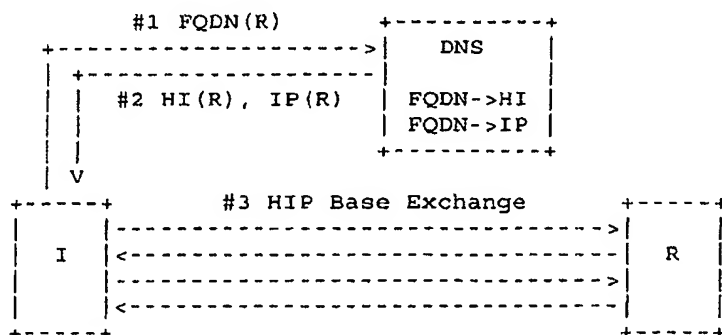 #1 FQDN(R)
DNS
#2 HI(R), IP(R)
FQDN->HI
FQDN->IP
#3 HIP Base Exchange
I
R